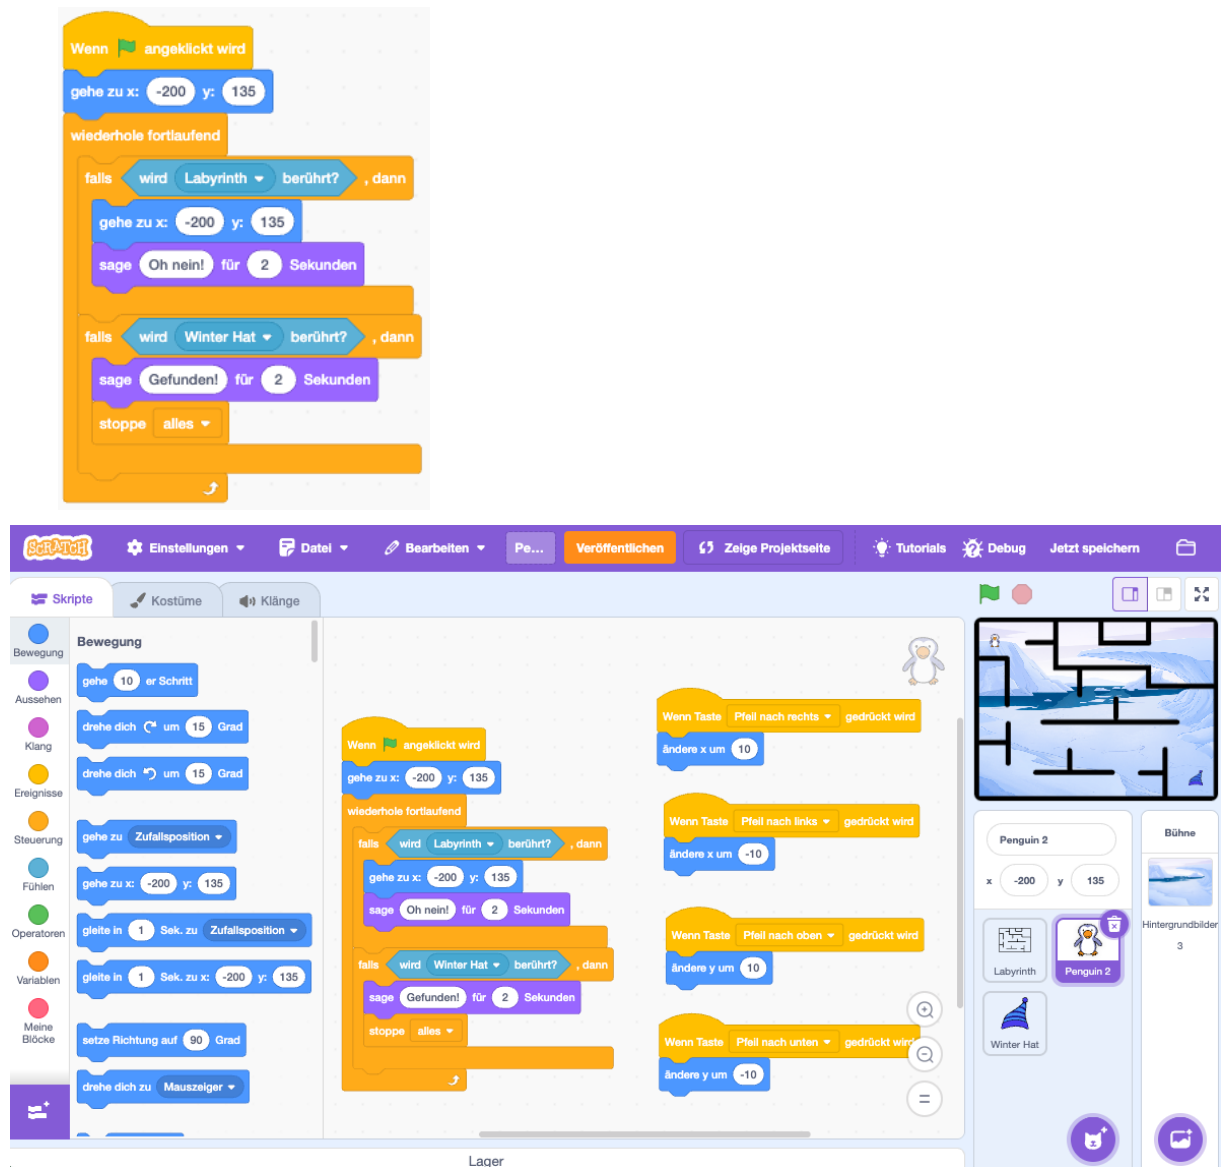 Wenn angeklickt wird
gehe zu x: -200 y: 135
wiederhole fortlaufend
falls wird Labyrinth berührt? , dann
gehe zu x: -200 y: 135
sage Oh nein! für 2 Sekunden
falls wird Winter Hat berührt? , dann
sage Gefunden! für 2 Sekunden
stoppe alles
SCRATCH Einstellungen Datei Bearbeiten Pe... Veröffentlichen Zeige Projektseite Tutorials Debug Jetzt speichern
Skripte Kostüme Klänge
Bewegung
Aussehen
Klang
Ereignisse
Steuerung
Fühlen
Operatoren
Variablen
Meine
Blöcke
Bewegung
gehe 10 er Schritt
drehe dich um 15 Grad
drehe dich um 15 Grad
gehe zu Zufallsposition
gehe zu x: -200 y: 135
gleite in 1 Sek. zu Zufallsposition
gleite in 1 Sek. zu x: -200 y: 135
setze Richtung auf 90 Grad
drehe dich zu Mauszeiger
Wenn angeklickt wird
gehe zu x: -200 y: 135
wiederhole fortlaufend
falls wird Labyrinth berührt? , dann
gehe zu x: -200 y: 135
sage Oh nein! für 2 Sekunden
falls wird Winter Hat berührt? , dann
sage Gefunden! für 2 Sekunden
stoppe alles
Wenn Taste Pfeil nach rechts gedrückt wird
ändere x um 10
Wenn Taste Pfeil nach links gedrückt wird
ändere x um -10
Wenn Taste Pfeil nach oben gedrückt wird
ändere y um 10
Wenn Taste Pfeil nach unten gedrückt wird
ändere y um -10
Penguin 2
x -200 y 135
Labyrinth
Penguin 2
Winter Hat
Bühne
Hintergrundbilder
3
Lager